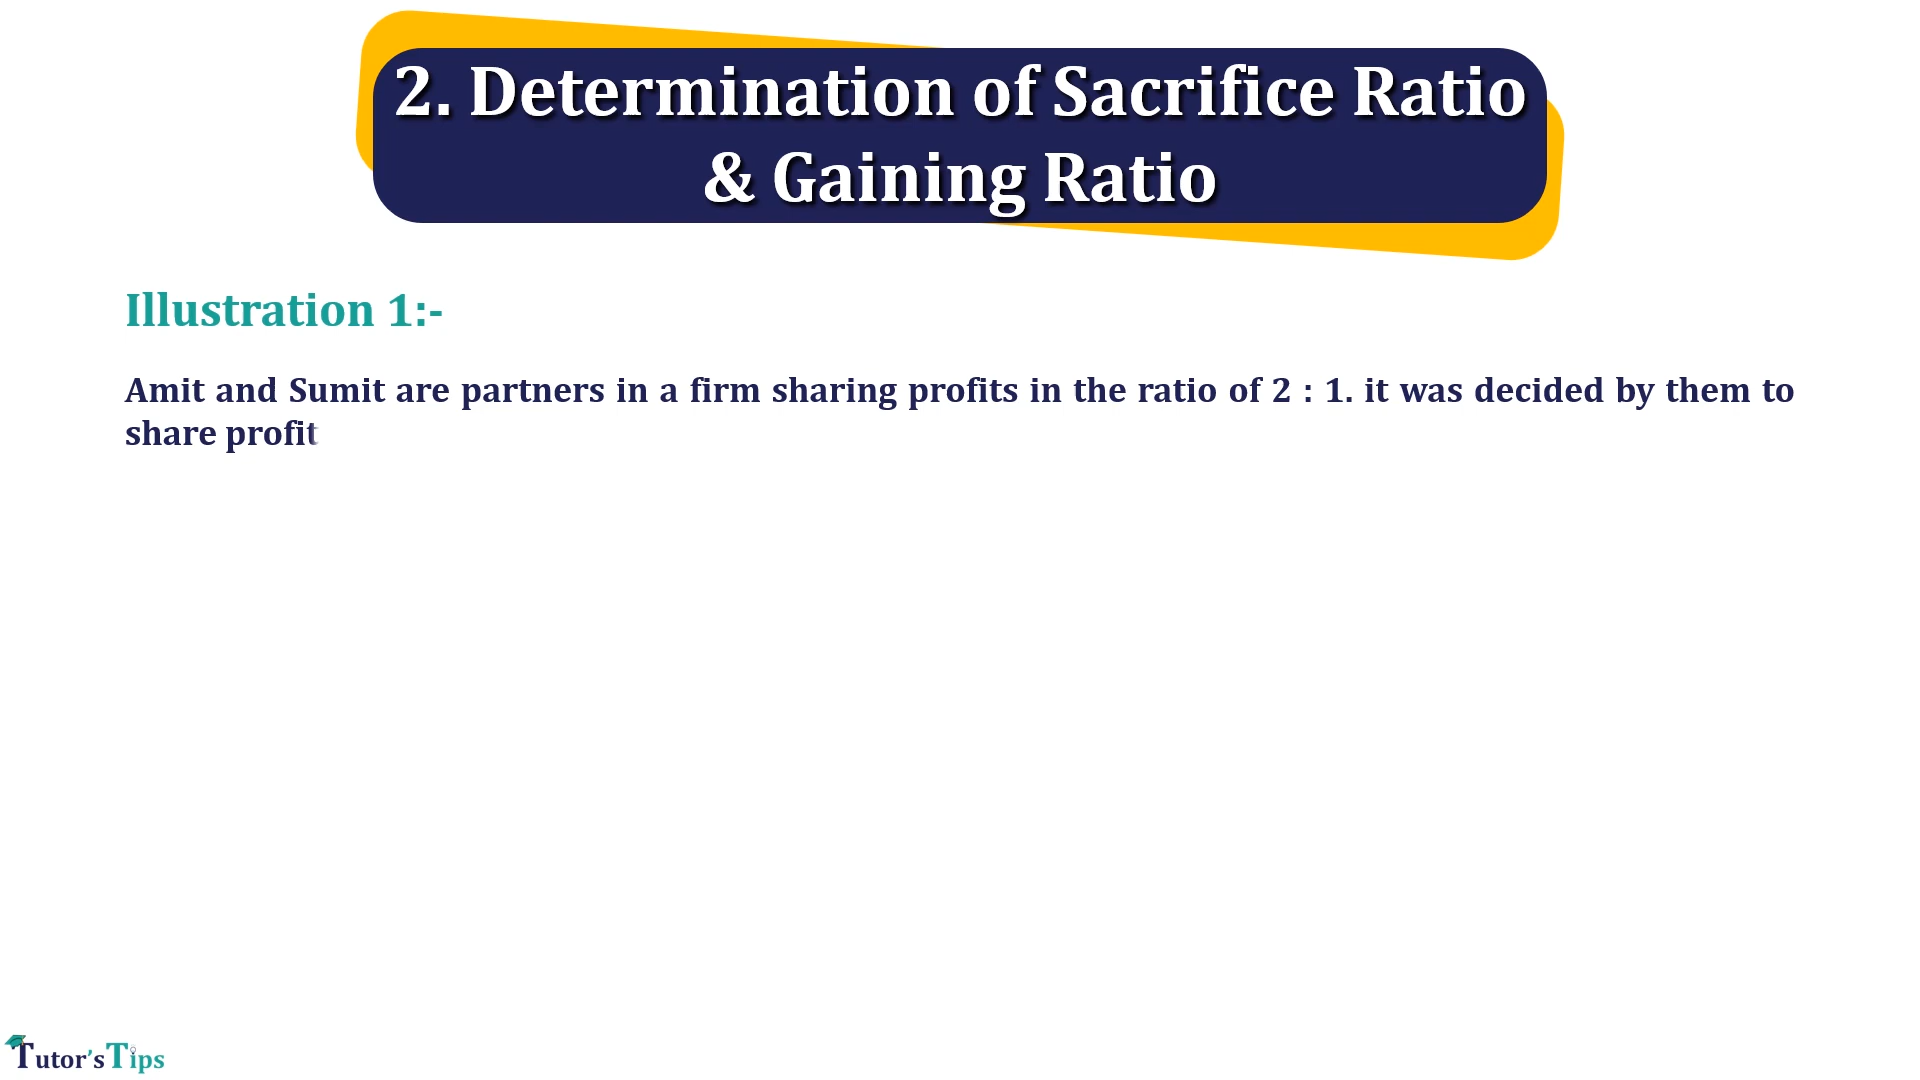 2. Determination of Sacrifice Ratio
& Gaining Ratio
Illustration 1:-
Amit and Sumit are partners in a firm sharing profits in the ratio of 2 : 1. it was decided by them to
share profit
Tutor'sTips